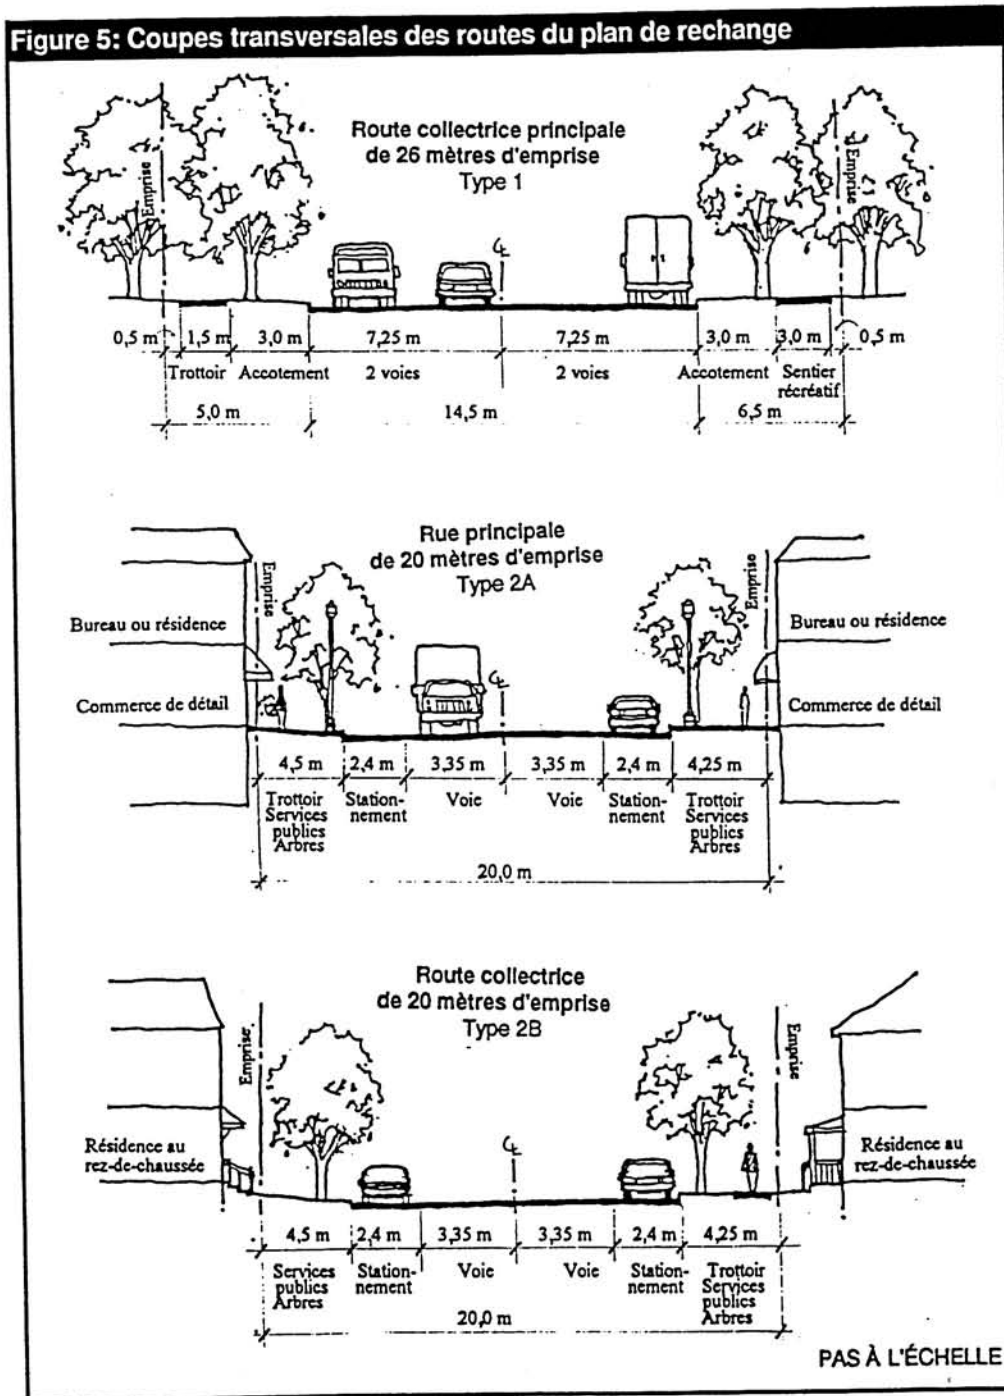 Figure 5: Coupes transversales des routes du plan de rechange
Route collectrice principale
de 26 mètres d'emprise
Type 1
Emprise
Emprise
℄
0,5 m 1,5 m 3,0 m 7,25 m 7,25 m 3,0 m 3,0 m 0,5 m
Trottoir Accotement 2 voies 2 voies Accotement Sentier
récréatif
5,0 m 14,5 m 6,5 m
Rue principale
de 20 mètres d'emprise
Type 2A
Emprise
Emprise
Bureau ou résidence
Bureau ou résidence
Commerce de détail
Commerce de détail
℄
4,5 m 2,4 m 3,35 m 3,35 m 2,4 m 4,25 m
Trottoir Station- Voie Voie Station- Trottoir
Services nement nement Services
publics publics
Arbres Arbres
20,0 m
Route collectrice
de 20 mètres d'emprise
Type 2B
Emprise
Emprise
℄
Résidence au Résidence au
rez-de-chaussée rez-de-chaussée
4,5 m 2,4 m 3,35 m 3,35 m 2,4 m 4,25 m
Services Station- Voie Voie Station- Trottoir
publics nement nement Services
Arbres publics
Arbres
20,0 m
PAS À L'ÉCHELLE